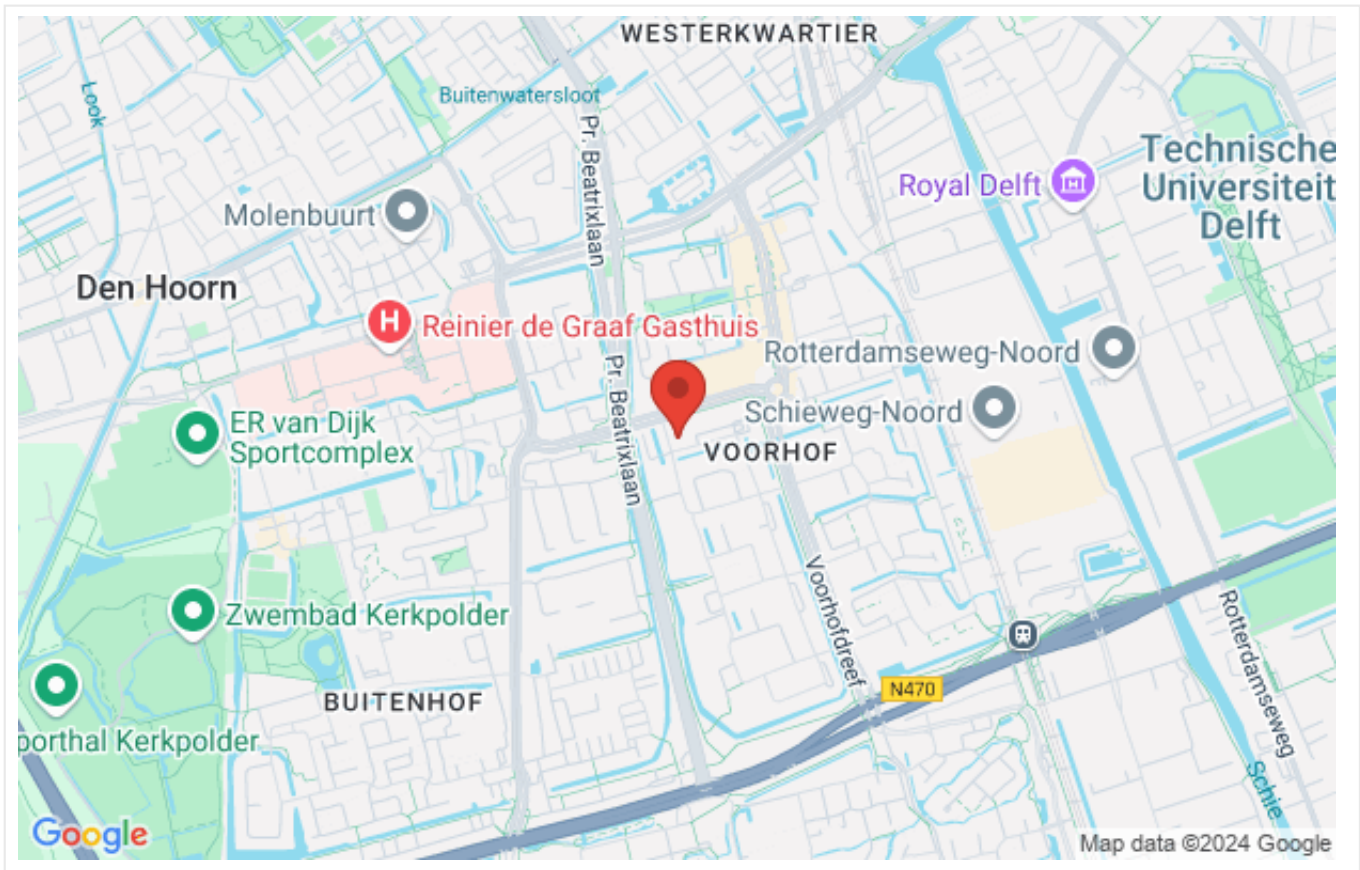 WESTERKWARTIER
Look
Buitenwatersloot
Pr. Beatrixlaan
Technische
Universiteit
Delft
Royal Delft
Molenbuurt
Den Hoorn
H
Reinier de Graaf Gasthuis
Rotterdamseweg-Noord
Pr. Beatrixlaan
Schieweg-Noord
ER van Dijk
Sportcomplex
VOORHOF
Voorhofdreef
Zwembad Kerkpolder
Rotterdamseweg
N470
BUITENHOF
porthal Kerkpolder
Schie
Google
Map data ©2024 Google